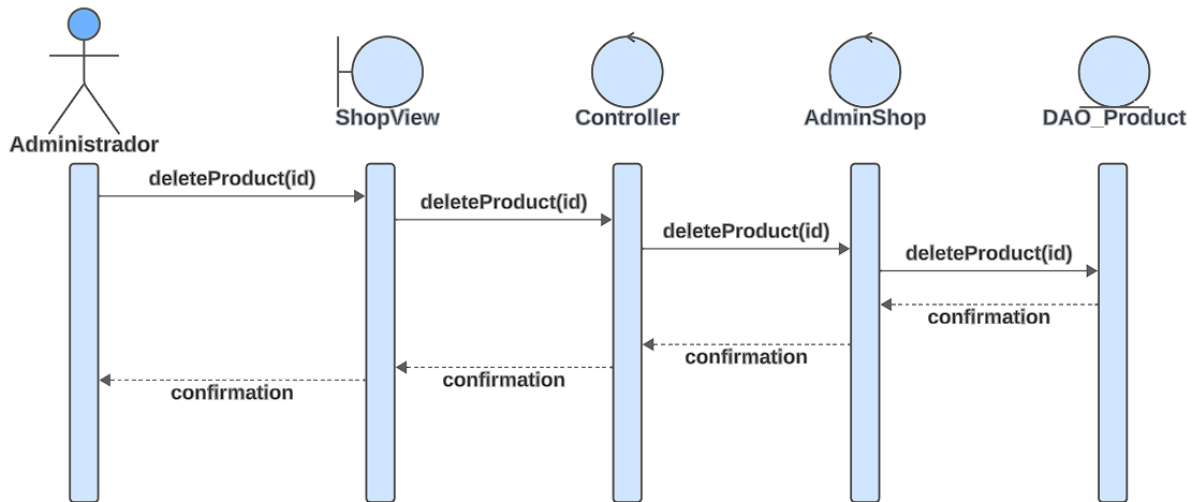 ShopView
Controller
AdminShop
DAO_Product
Administrador
deleteProduct(id)
deleteProduct(id)
deleteProduct(id)
deleteProduct(id)
confirmation
confirmation
confirmation
confirmation